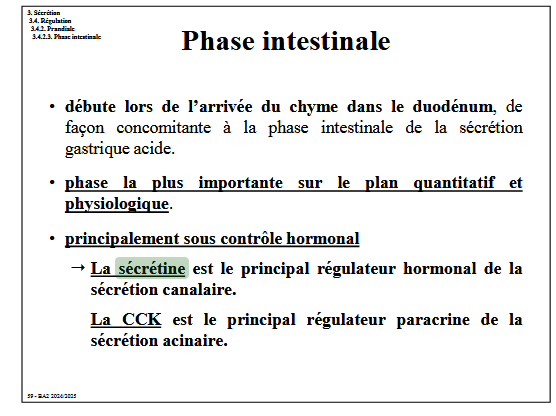 3. Sécrétion
3.4. Régulation
3.4.2. Prandiale
3.4.2.3. Phase intestinale
Phase intestinale
• débute lors de l'arrivée du chyme dans le duodénum, de
façon concomitante à la phase intestinale de la sécrétion
gastrique acide.
• phase la plus importante sur le plan quantitatif et
physiologique.
• principalement sous contrôle hormonal
→ La sécrétine est le principal régulateur hormonal de la
sécrétion canalaire.
La CCK est le principal régulateur paracrine de la
sécrétion acinaire.
59 - BA2 2024/2025